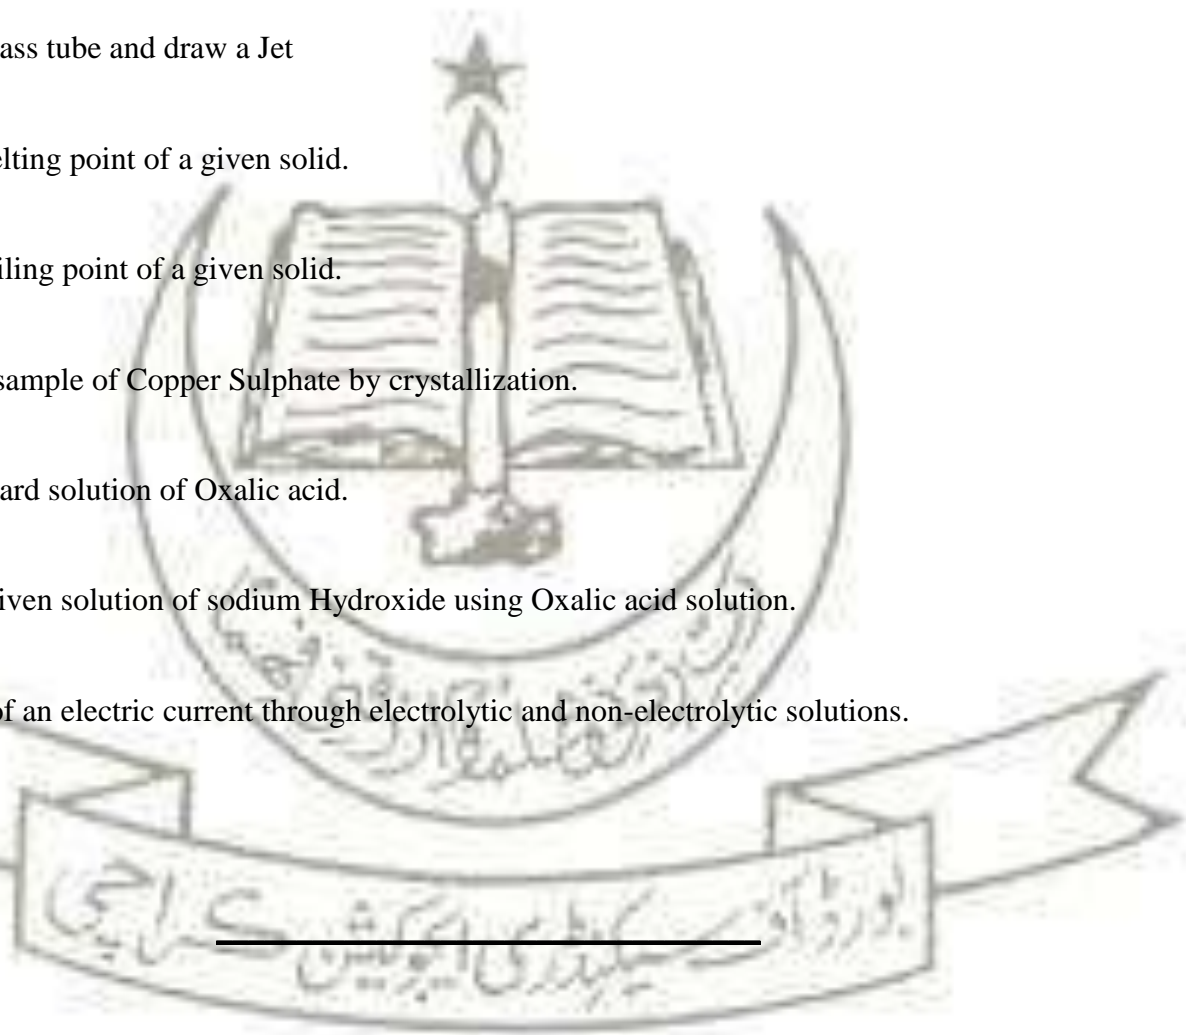 ass tube and draw a Jet
elting point of a given solid.
iling point of a given solid.
sample of Copper Sulphate by crystallization.
ard solution of Oxalic acid.
iven solution of sodium Hydroxide using Oxalic acid solution.
of an electric current through electrolytic and non-electrolytic solutions.
بورڈ آف سیکنڈری ایجوکیشن کراچی